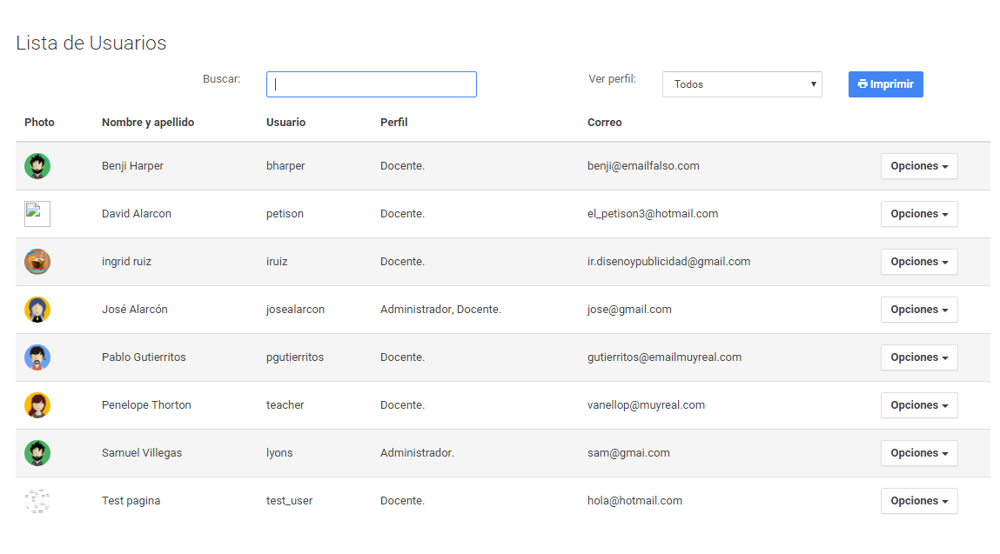 Lista de Usuarios
Buscar: Ver perfil: Todos Imprimir
Photo Nombre y apellido Usuario Perfil Correo
Benji Harper bharper Docente. benji@emailfalso.com Opciones
David Alarcon petison Docente. el_petison3@hotmail.com Opciones
ingrid ruiz iruiz Docente. ir.disenoypublicidad@gmail.com Opciones
José Alarcón josealarcon Administrador, Docente. jose@gmail.com Opciones
Pablo Gutierritos pgutierritos Docente. gutierritos@emailmuyreal.com Opciones
Penelope Thorton teacher Docente. vanellop@muyreal.com Opciones
Samuel Villegas lyons Administrador. sam@gmai.com Opciones
Test pagina test_user Docente. hola@hotmail.com Opciones